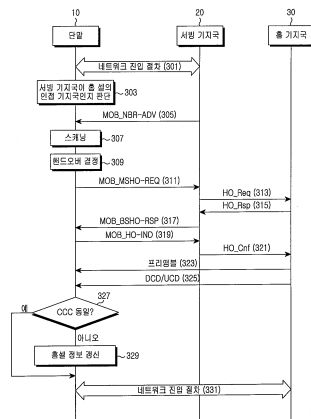 10
20
30
단말
서빙 기지국
홈 기지국
네트워크 진입 절차 (301)
서빙 기지국이 홈 셀의
인접 기지국인지 판단
303
MOB_NBR-ADV (305)
스캐닝
307
핸드오버 결정
309
MOB_MSHO-REQ (311)
HO_Req (313)
HO_Rsp (315)
MOB_BSHO-RSP (317)
MOB_HO-IND (319)
HO_Cnf (321)
프리앰블 (323)
DCD/UCD (325)
327
예
CCC 동일?
아니오
홈셀 정보 갱신
329
네트워크 진입 절차 (331)